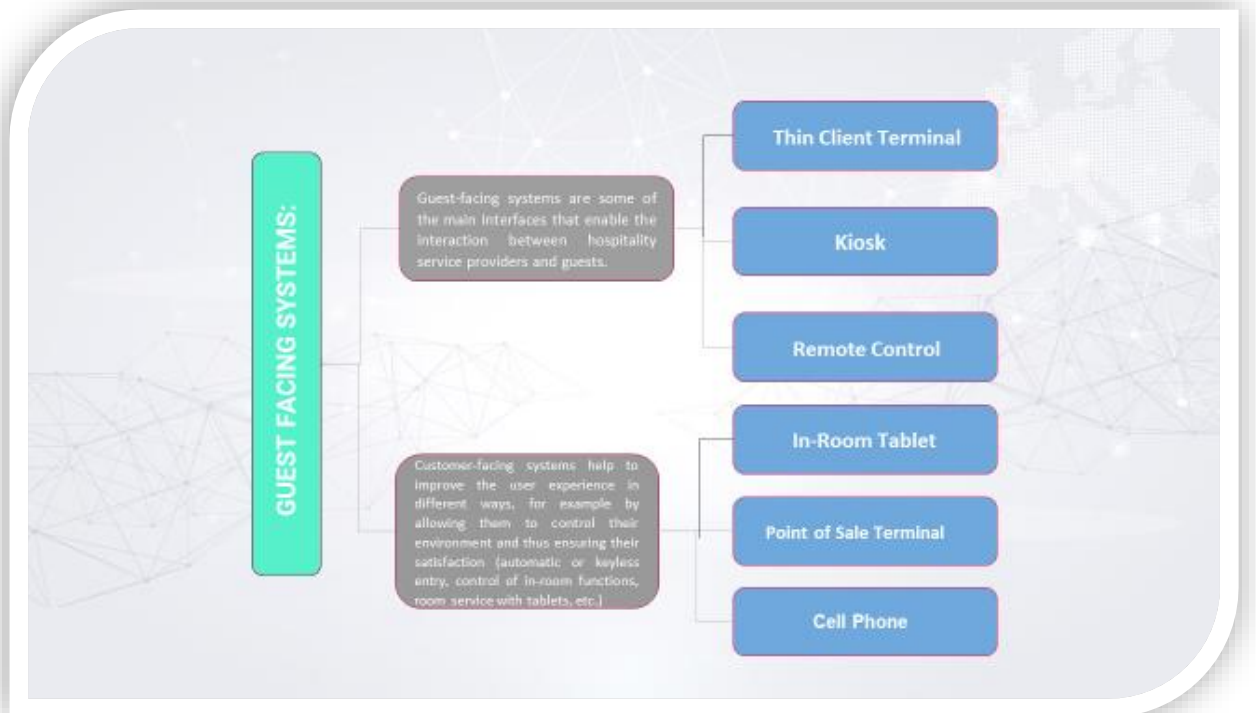 GUEST FACING SYSTEMS:
Guest-facing systems are some of
the main interfaces that enable the
interaction between hospitality
service providers and guests.
Thin Client Terminal
Kiosk
Remote Control
Customer-facing systems help to
improve the user experience in
different ways, for example by
allowing them to control their
environment and thus ensuring their
satisfaction (automatic or keyless
entry, control of in-room functions,
room service with tablets, etc.)
In-Room Tablet
Point of Sale Terminal
Cell Phone